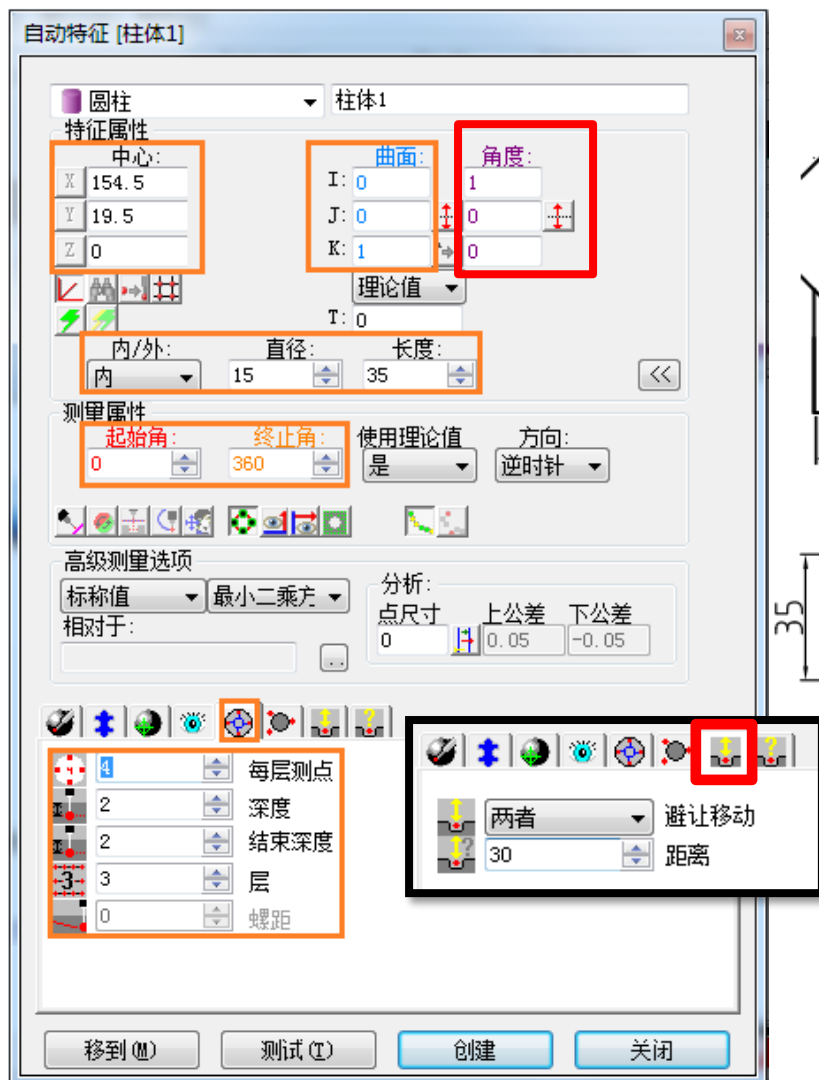 自动特征 [柱体1]
圆柱 柱体1
特征属性
中心: 曲面: 角度:
X 154.5 I: 0 1
Y 19.5 J: 0 0
Z 0 K: 1 0
理论值
T: 0
内/外: 直径: 长度:
内 15 35 <<
测量属性
起始角: 终止角: 使用理论值 方向:
0 360 是 逆时针
高级测量选项
标称值 最小二乘方 分析:
相对于: 点尺寸 上公差 下公差
0 0.05 -0.05
..
35
4 每层测点
2 深度
2 结束深度
3 层
0 螺距
两者 避让移动
30 距离
移到(M) 测试(T) 创建 关闭